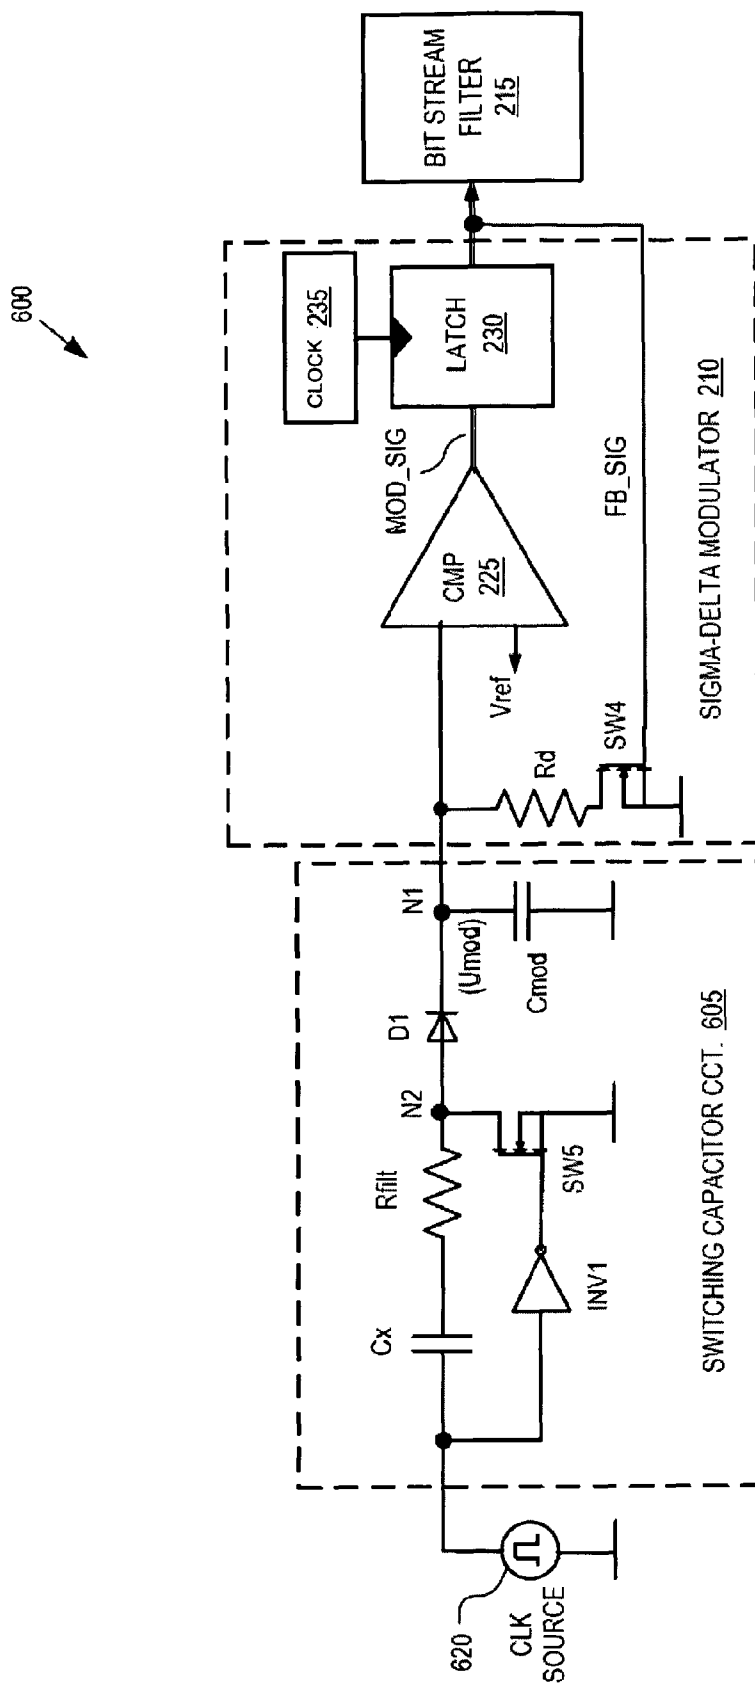 600
620
CLK
SOURCE
Cx
Rfilt
N2
D1
N1
(Umod)
Cmod
INV1
SW5
SWITCHING CAPACITOR CCT. 605
Rd
SW4
Vref
CMP
225
MOD_SIG
CLOCK 235
LATCH
230
FB_SIG
SIGMA-DELTA MODULATOR 210
BIT STREAM
FILTER
215